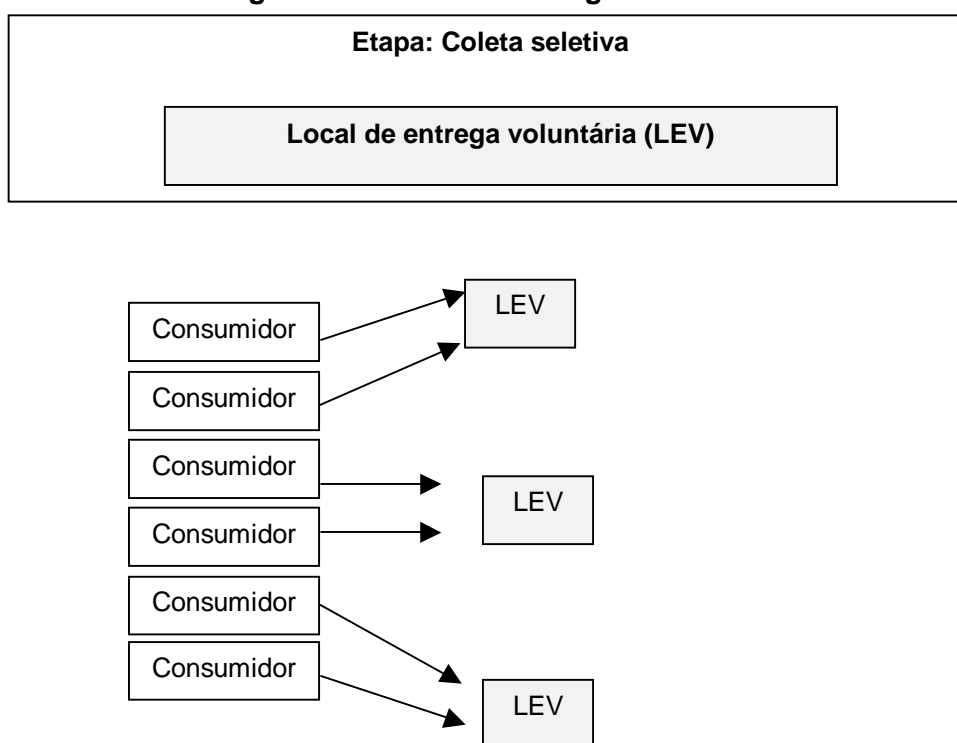 Etapa: Coleta seletiva
Local de entrega voluntária (LEV)
LEV
Consumidor
Consumidor
Consumidor
LEV
Consumidor
Consumidor
Consumidor
LEV